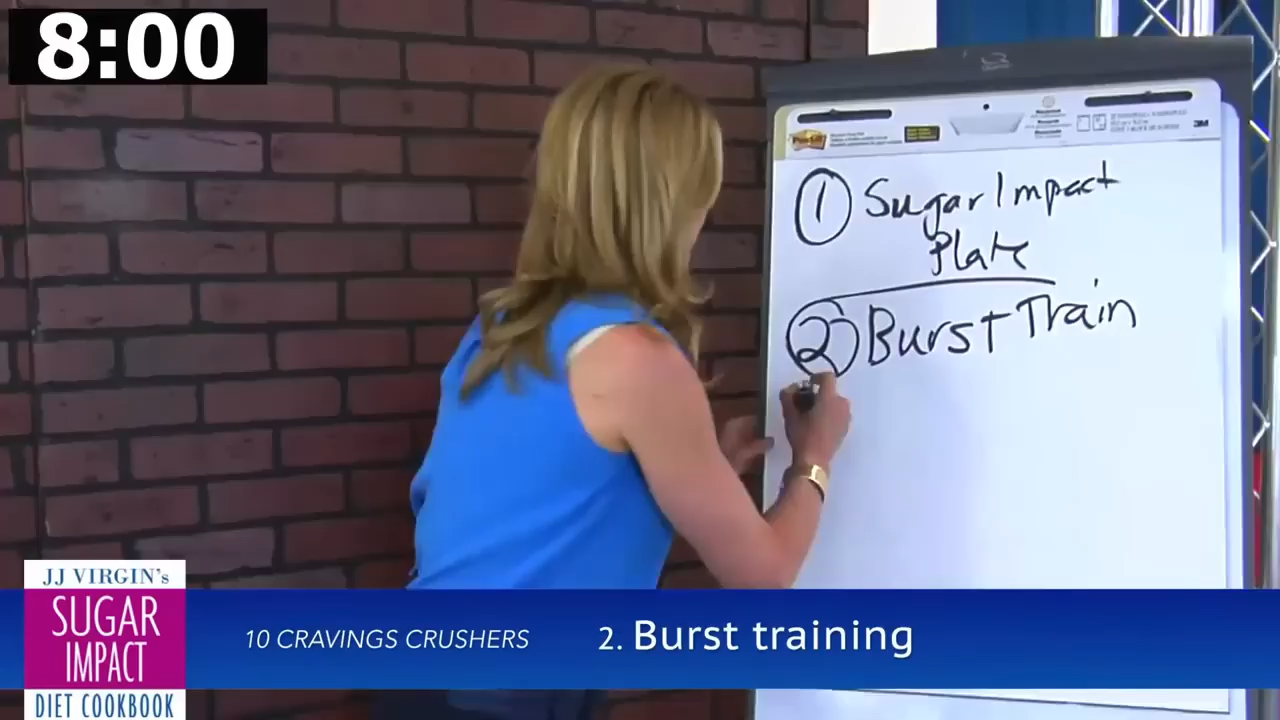 8:00
1 Sugar Impact
Plate
2 Burst Train
3M
JJ VIRGIN's
SUGAR
IMPACT
DIET COOKBOOK
10 CRAVINGS CRUSHERS 2. Burst training